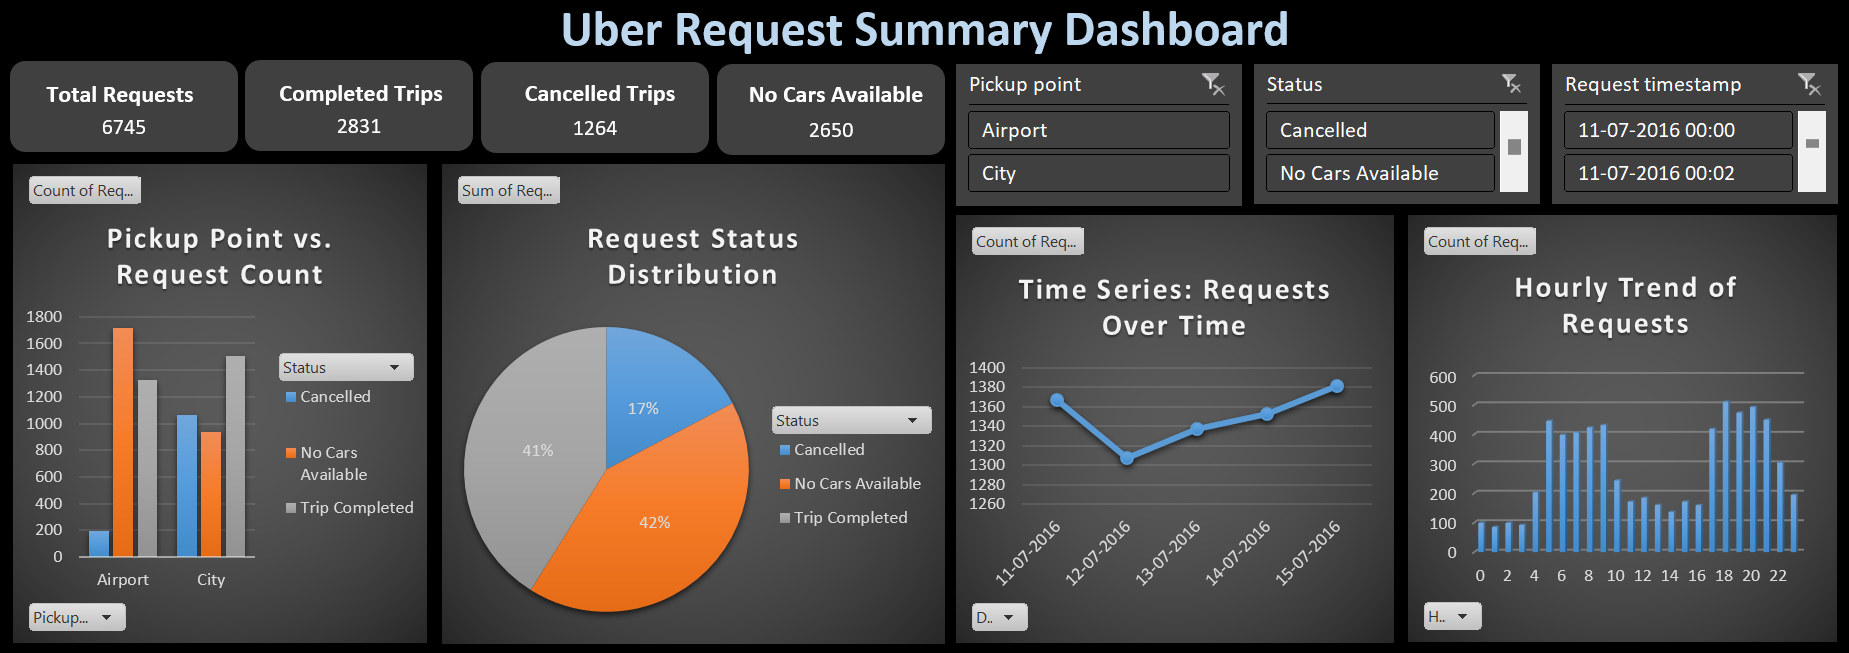 Uber Request Summary Dashboard
Total Requests
6745
Completed Trips
2831
Cancelled Trips
1264
No Cars Available
2650
Pickup point
Airport
City
Status
Cancelled
No Cars Available
Request timestamp
11-07-2016 00:00
11-07-2016 00:02
Count of Req...
Pickup Point vs.
Request Count
1800
1600
1400
1200
1000
800
600
400
200
0
Airport
City
Status
Cancelled
No Cars
Available
Trip Completed
Pickup...
Sum of Req...
Request Status
Distribution
17%
41%
42%
Status
Cancelled
No Cars Available
Trip Completed
Count of Req...
Time Series: Requests
Over Time
1400
1380
1360
1340
1320
1300
1280
1260
11-07-2016
12-07-2016
13-07-2016
14-07-2016
15-07-2016
D..
Count of Req...
Hourly Trend of
Requests
600
500
400
300
200
100
0
0 2 4 6 8 10 12 14 16 18 20 22
H..